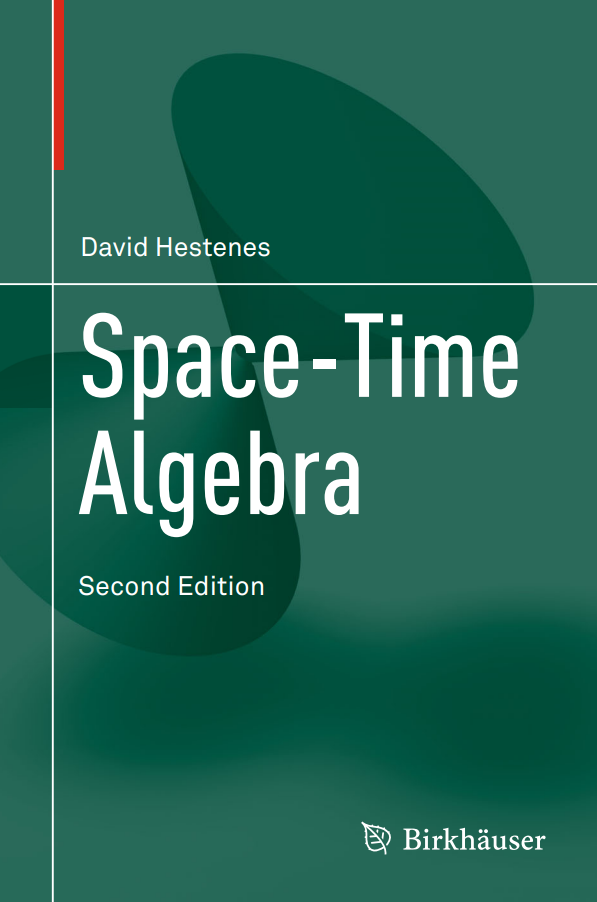 David Hestenes
Space-Time
Algebra
Second Edition
Birkhäuser